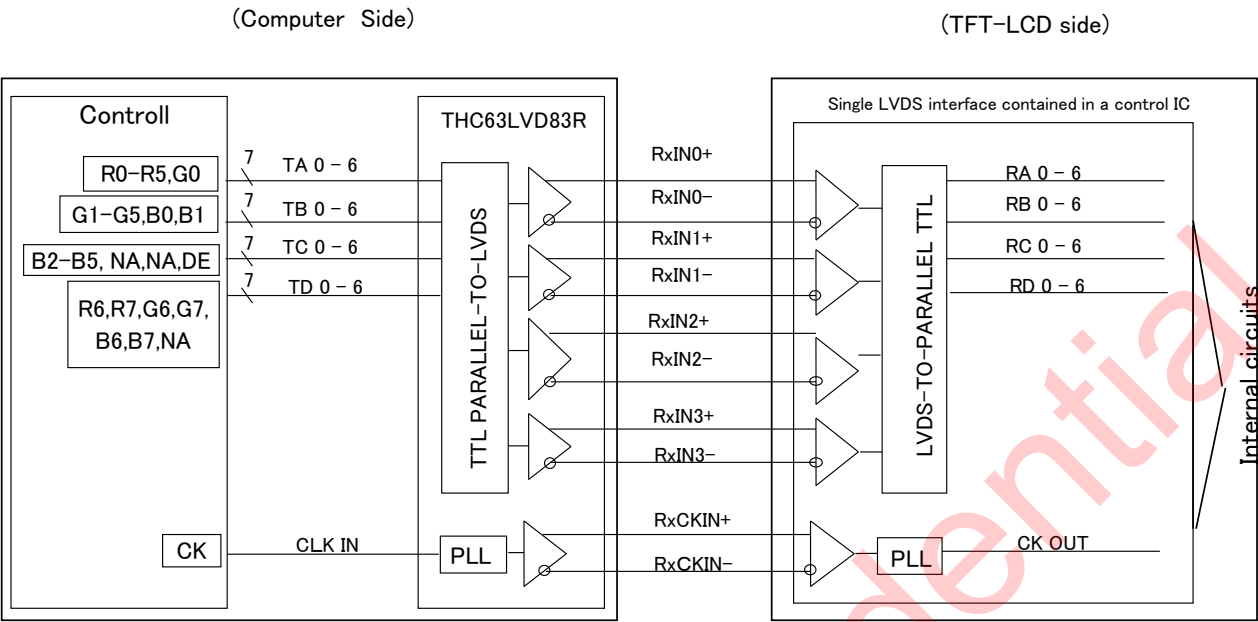 (Computer Side)
(TFT-LCD side)
Controll
THC63LVD83R
Single LVDS interface contained in a control IC
R0-R5,G0
7
TA 0 - 6
G1-G5,B0,B1
7
TB 0 - 6
B2-B5, NA,NA,DE
7
TC 0 - 6
R6,R7,G6,G7,
B6,B7,NA
7
TD 0 - 6
TTL PARALLEL-TO-LVDS
RxIN0+
RxIN0-
RxIN1+
RxIN1-
RxIN2+
RxIN2-
RxIN3+
RxIN3-
LVDS-TO-PARALLEL TTL
RA 0 - 6
RB 0 - 6
RC 0 - 6
RD 0 - 6
Internal circuits
CK
CLK IN
PLL
RxCKIN+
RxCKIN-
PLL
CK OUT
dential